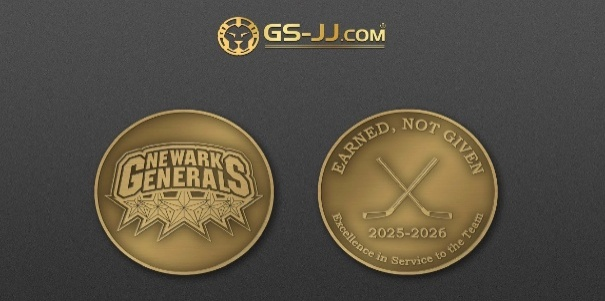 GS-JJ.COM®
NEWARK
GENERALS
EARNED, NOT GIVEN
2025-2026
Excellence in Service to the Team